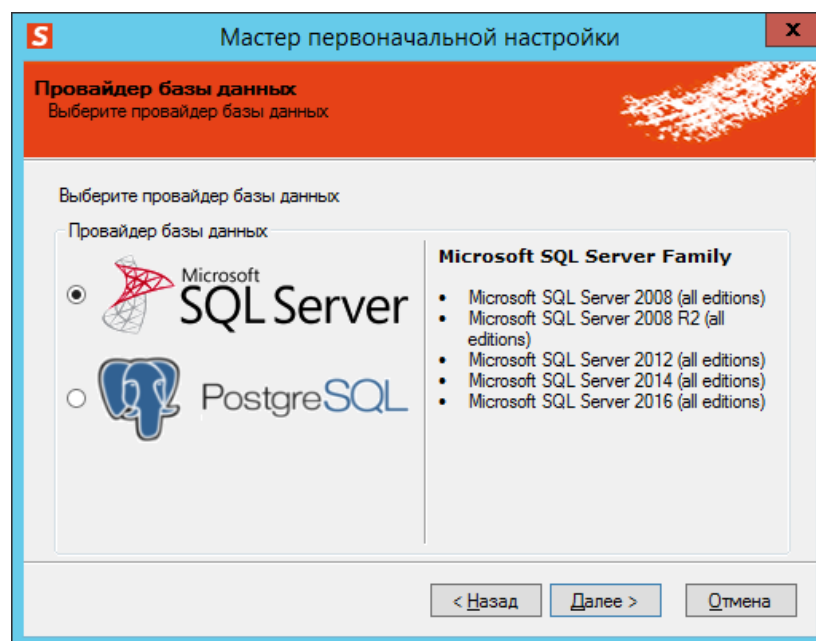 S
Мастер первоначальной настройки
x
Провайдер базы данных
Выберите провайдер базы данных
Выберите провайдер базы данных
Провайдер базы данных
Microsoft
SQL Server
PostgreSQL
Microsoft SQL Server Family
• Microsoft SQL Server 2008 (all editions)
• Microsoft SQL Server 2008 R2 (all
editions)
• Microsoft SQL Server 2012 (all editions)
• Microsoft SQL Server 2014 (all editions)
• Microsoft SQL Server 2016 (all editions)
< Назад
Далее >
Отмена